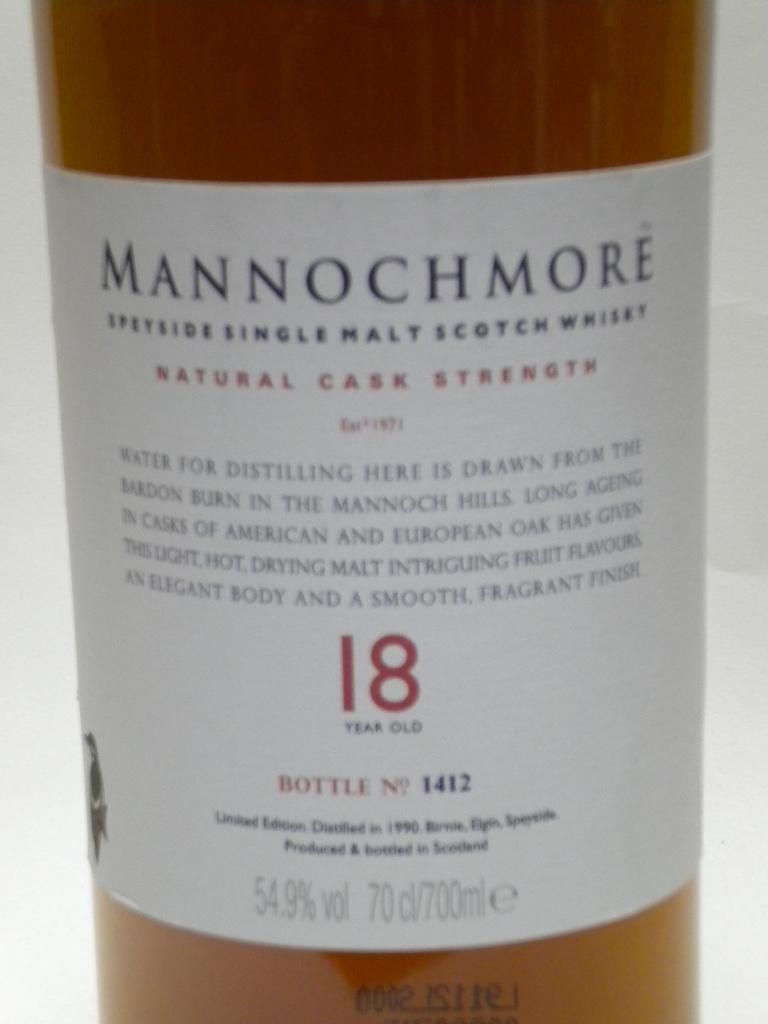 MANNOCHMORE
SPEYSIDE SINGLE MALT SCOTCH WHISKY
NATURAL CASK STRENGTH
Estd 1971
WATER FOR DISTILLING HERE IS DRAWN FROM THE
BARDON BURN IN THE MANNOCH HILLS. LONG AGEING
IN CASKS OF AMERICAN AND EUROPEAN OAK HAS GIVEN
THIS LIGHT, HOT, DRYING MALT INTRIGUING FRUIT FLAVOURS,
AN ELEGANT BODY AND A SMOOTH, FRAGRANT FINISH.
18
YEAR OLD
BOTTLE Nº 1412
Limited Edition. Distilled in 1990. Birnie, Elgin, Speyside.
Produced & bottled in Scotland
54.9% vol 70 cl/700ml e